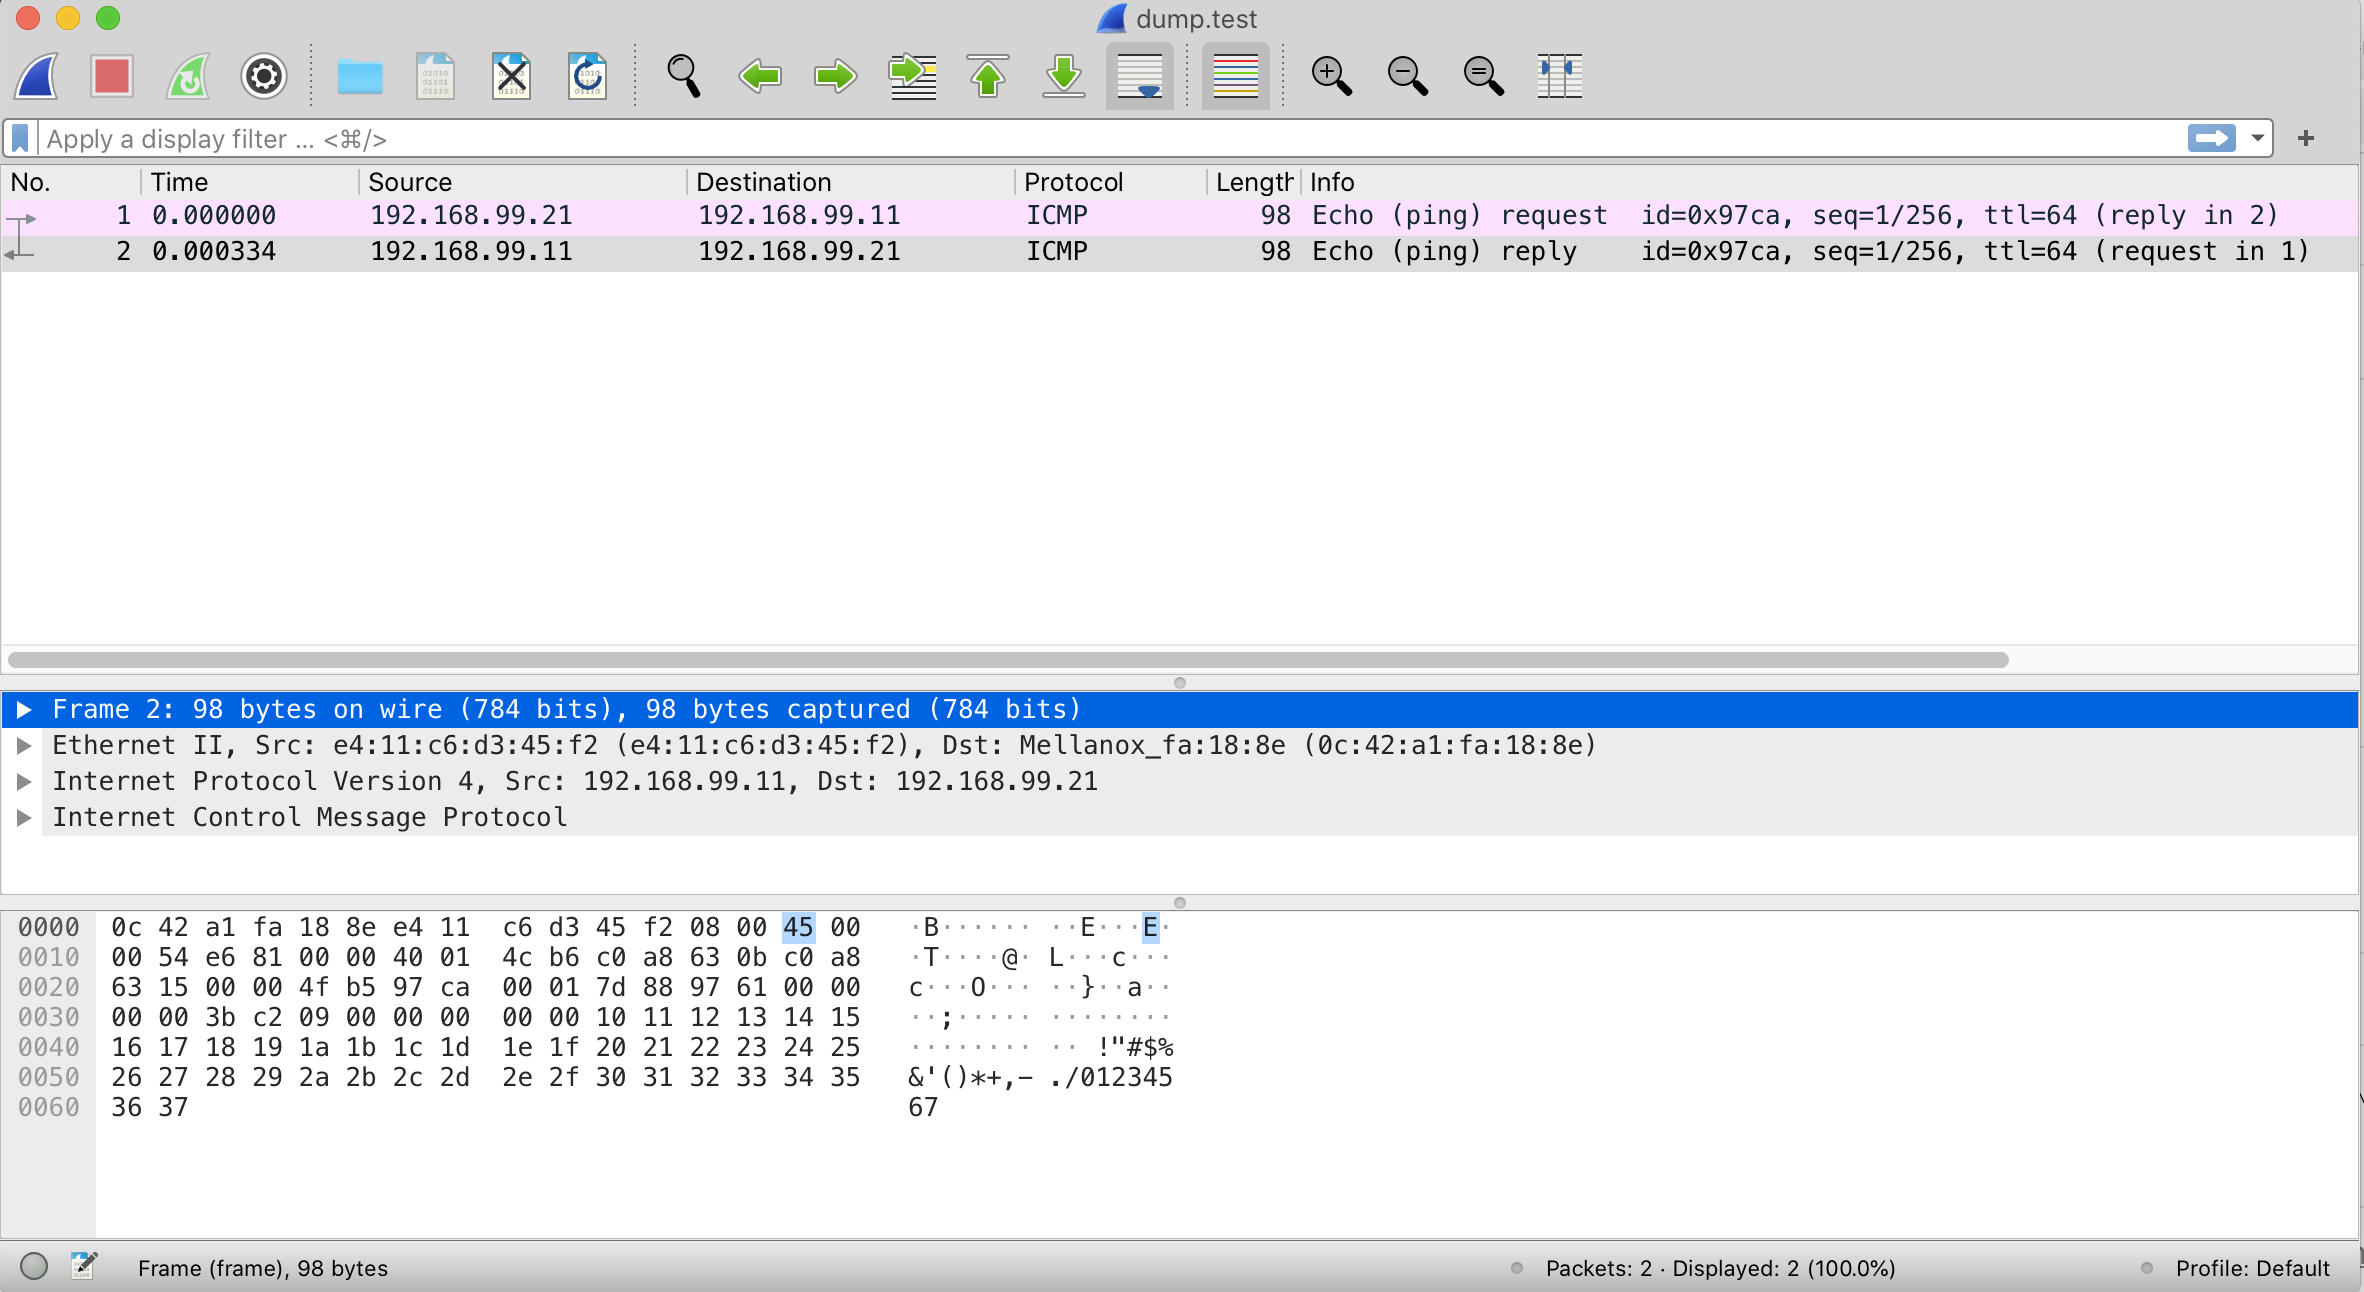 dump.test
Apply a display filter ... <⌘/>
No. Time Source Destination Protocol Length Info
1 0.000000 192.168.99.21 192.168.99.11 ICMP 98 Echo (ping) request id=0x97ca, seq=1/256, ttl=64 (reply in 2)
2 0.000334 192.168.99.11 192.168.99.21 ICMP 98 Echo (ping) reply id=0x97ca, seq=1/256, ttl=64 (request in 1)
Frame 2: 98 bytes on wire (784 bits), 98 bytes captured (784 bits)
Ethernet II, Src: e4:11:c6:d3:45:f2 (e4:11:c6:d3:45:f2), Dst: Mellanox_fa:18:8e (0c:42:a1:fa:18:8e)
Internet Protocol Version 4, Src: 192.168.99.11, Dst: 192.168.99.21
Internet Control Message Protocol
0000 0c 42 a1 fa 18 8e e4 11 c6 d3 45 f2 08 00 45 00 ·B······ ··E···E·
0010 00 54 e6 81 00 00 40 01 4c b6 c0 a8 63 0b c0 a8 ·T····@· L···c···
0020 63 15 00 00 4f b5 97 ca 00 01 7d 88 97 61 00 00 c···O··· ··}··a··
0030 00 00 3b c2 09 00 00 00 00 00 10 11 12 13 14 15 ··;····· ········
0040 16 17 18 19 1a 1b 1c 1d 1e 1f 20 21 22 23 24 25 ········ ·· !"#$%
0050 26 27 28 29 2a 2b 2c 2d 2e 2f 30 31 32 33 34 35 &'()*+,- ./012345
0060 36 37 67
Frame (frame), 98 bytes Packets: 2 · Displayed: 2 (100.0%) Profile: Default